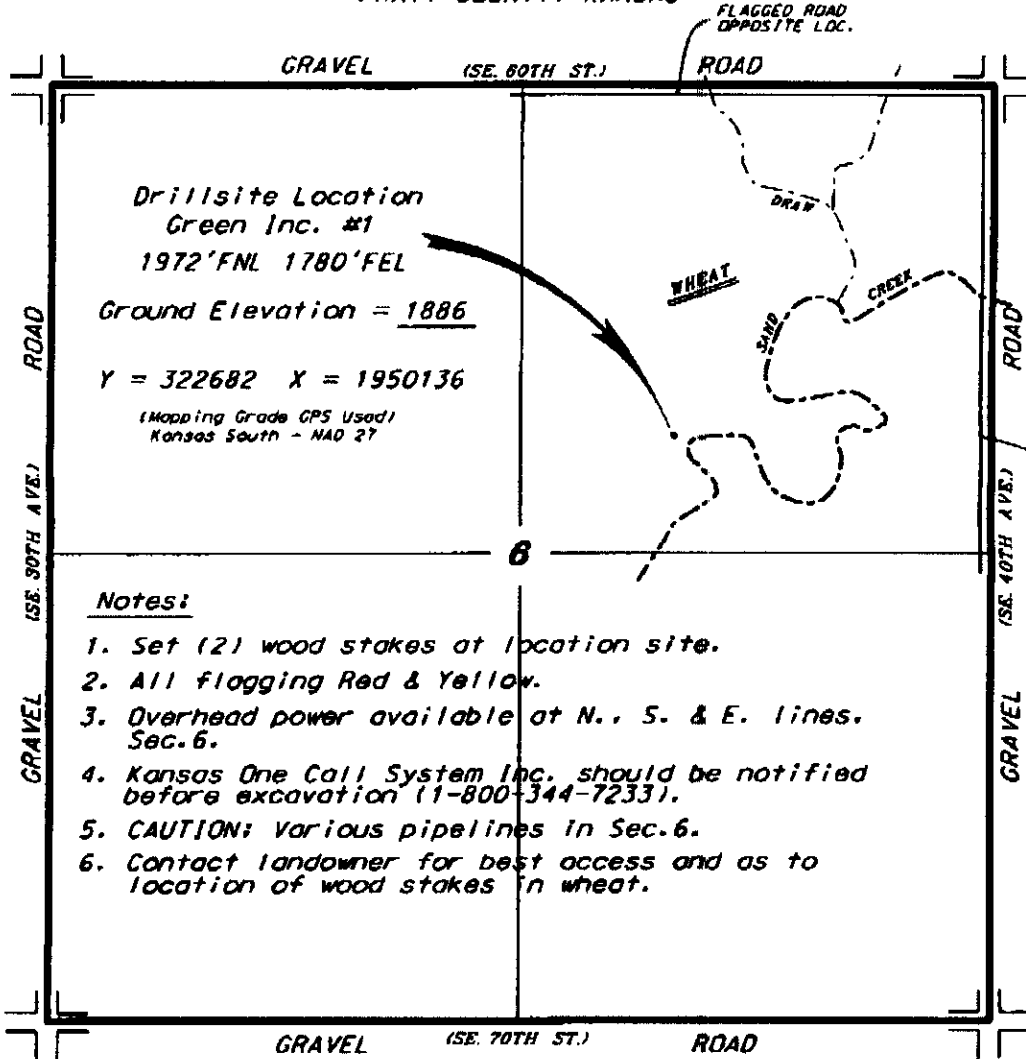 FLAGGED ROAD
OPPOSITE LOC.
GRAVEL (SE. 60TH ST.) ROAD
Drillsite Location
Green Inc. #1
1972'FNL 1780'FEL
Ground Elevation = 1886
Y = 322682 X = 1950136
(Mapping Grade GPS Used)
Kansas South - NAD 27
DRAW
WHEAT
SAND
CREEK
ROAD
(SE. 30TH AVE.)
GRAVEL
ROAD
(SE. 40TH AVE.)
GRAVEL
6
Notes:
1. Set (2) wood stakes at location site.
2. All flagging Red & Yellow.
3. Overhead power available at N., S. & E. lines.
Sec.6.
4. Kansas One Call System Inc. should be notified
before excavation (1-800-344-7233).
5. CAUTION: Various pipelines in Sec.6.
6. Contact landowner for best access and as to
location of wood stakes in wheat.
GRAVEL (SE. 70TH ST.) ROAD